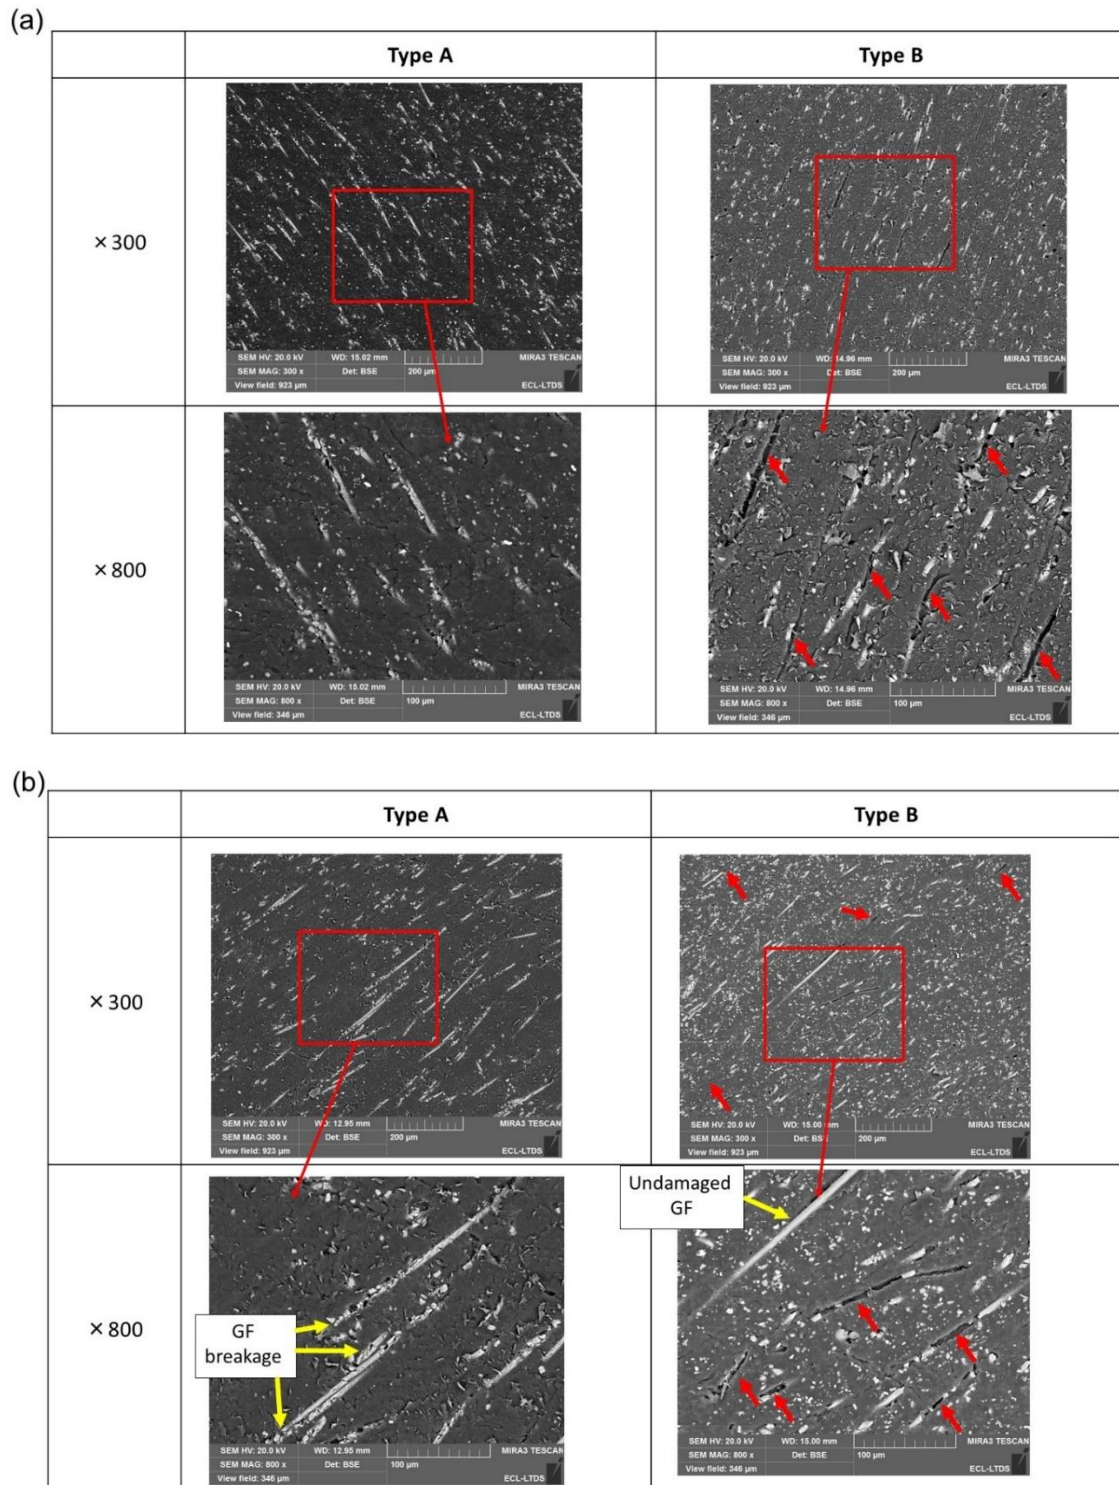 (a)
Type A
Type B
× 300
SEM HV: 20.0 kV WD: 15.02 mm MIRA3 TESCAN
SEM MAG: 300 x Det: BSE 200 µm
View field: 923 µm ECL-LTDS
SEM HV: 20.0 kV WD: 14.96 mm MIRA3 TESCAN
SEM MAG: 300 x Det: BSE 200 µm
View field: 923 µm ECL-LTDS
× 800
SEM HV: 20.0 kV WD: 15.02 mm MIRA3 TESCAN
SEM MAG: 800 x Det: BSE 100 µm
View field: 346 µm ECL-LTDS
SEM HV: 20.0 kV WD: 14.96 mm MIRA3 TESCAN
SEM MAG: 800 x Det: BSE 100 µm
View field: 346 µm ECL-LTDS
(b)
Type A
Type B
× 300
SEM HV: 20.0 kV WD: 12.95 mm MIRA3 TESCAN
SEM MAG: 300 x Det: BSE 200 µm
View field: 923 µm ECL-LTDS
SEM HV: 20.0 kV WD: 15.00 mm MIRA3 TESCAN
SEM MAG: 300 x Det: BSE 200 µm
View field: 923 µm ECL-LTDS
× 800
GF
breakage
SEM HV: 20.0 kV WD: 12.95 mm MIRA3 TESCAN
SEM MAG: 800 x Det: BSE 100 µm
View field: 346 µm ECL-LTDS
Undamaged
GF
SEM HV: 20.0 kV WD: 15.00 mm MIRA3 TESCAN
SEM MAG: 800 x Det: BSE 100 µm
View field: 346 µm ECL-LTDS